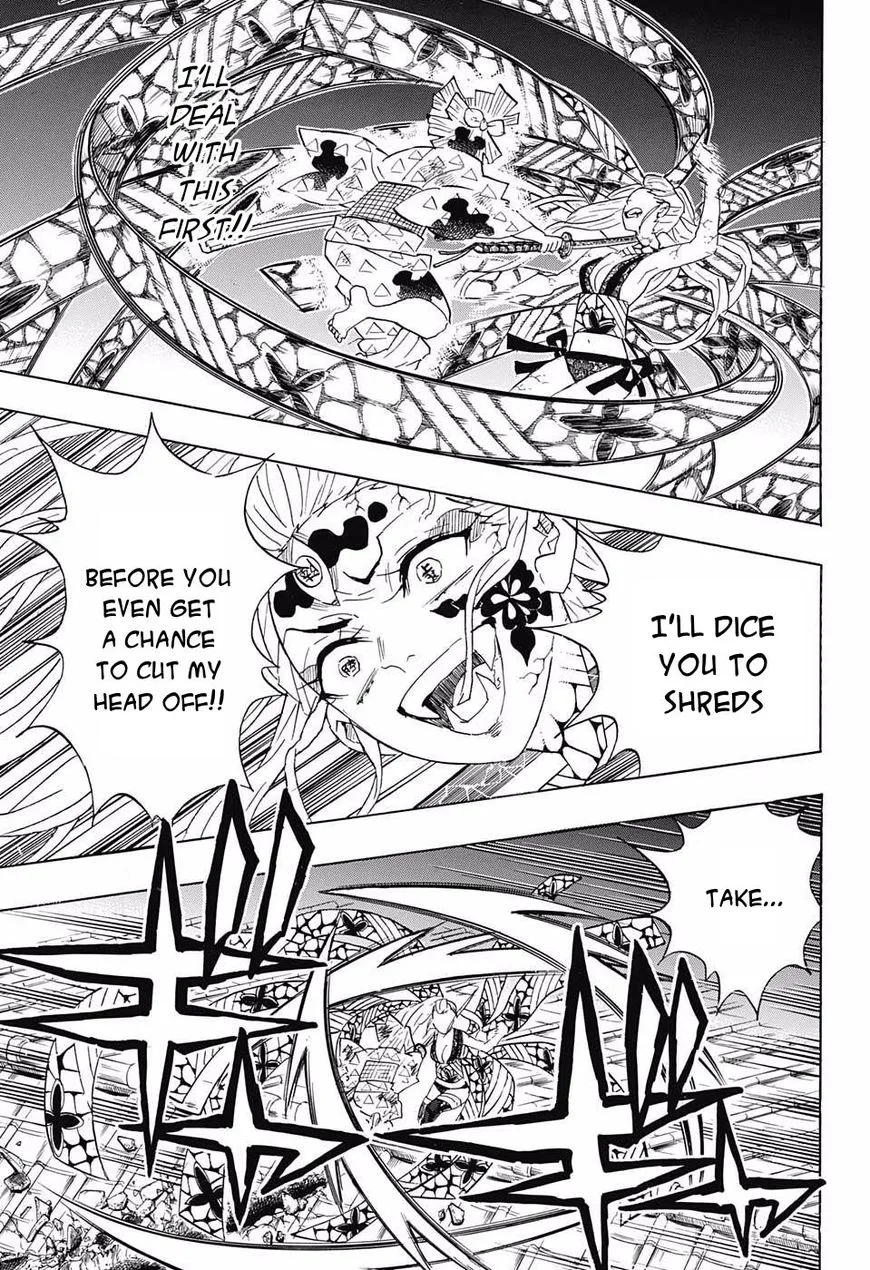 I'LL
DEAL
WITH
THIS
FIRST!!
I'LL DICE
YOU TO
SHREDS
BEFORE YOU
EVEN GET
A CHANCE
TO CUT MY
HEAD OFF!!
TAKE...